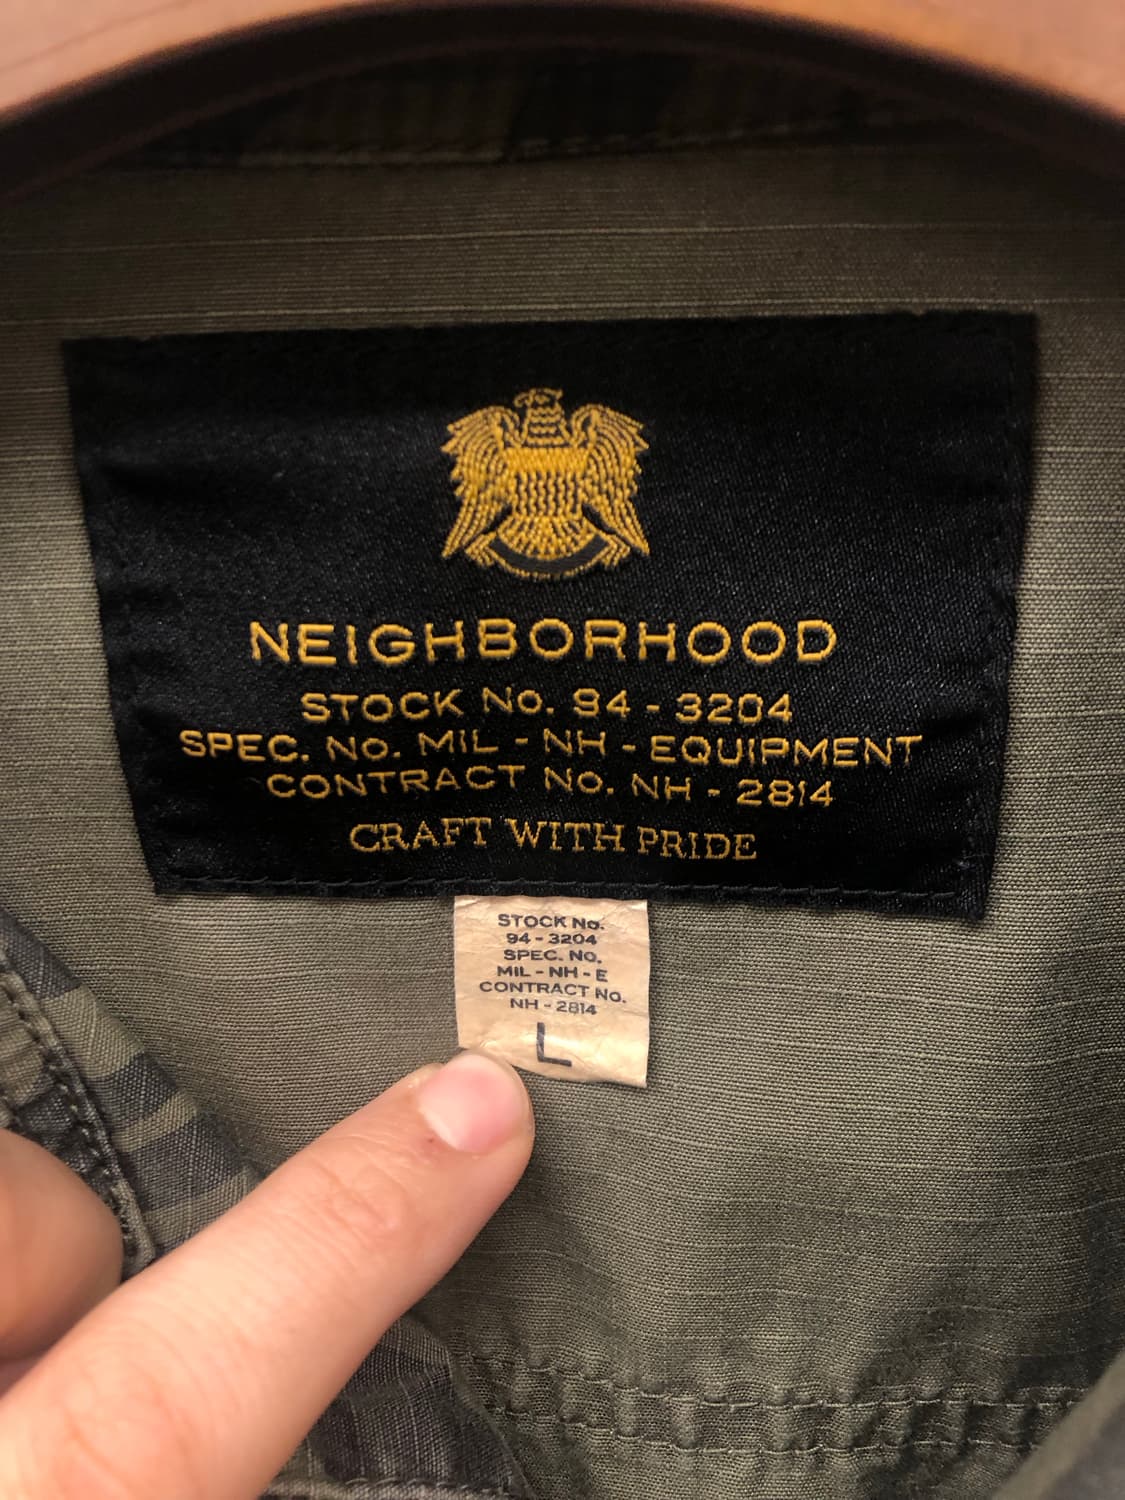 NEIGHBORHOOD
STOCK No. 94 - 3204
SPEC. No. MIL - NH - EQUIPMENT
CONTRACT No. NH - 2814
CRAFT WITH PRIDE
STOCK No.
94 - 3204
SPEC. NO.
MIL - NH - E
CONTRACT No.
NH - 2814
L